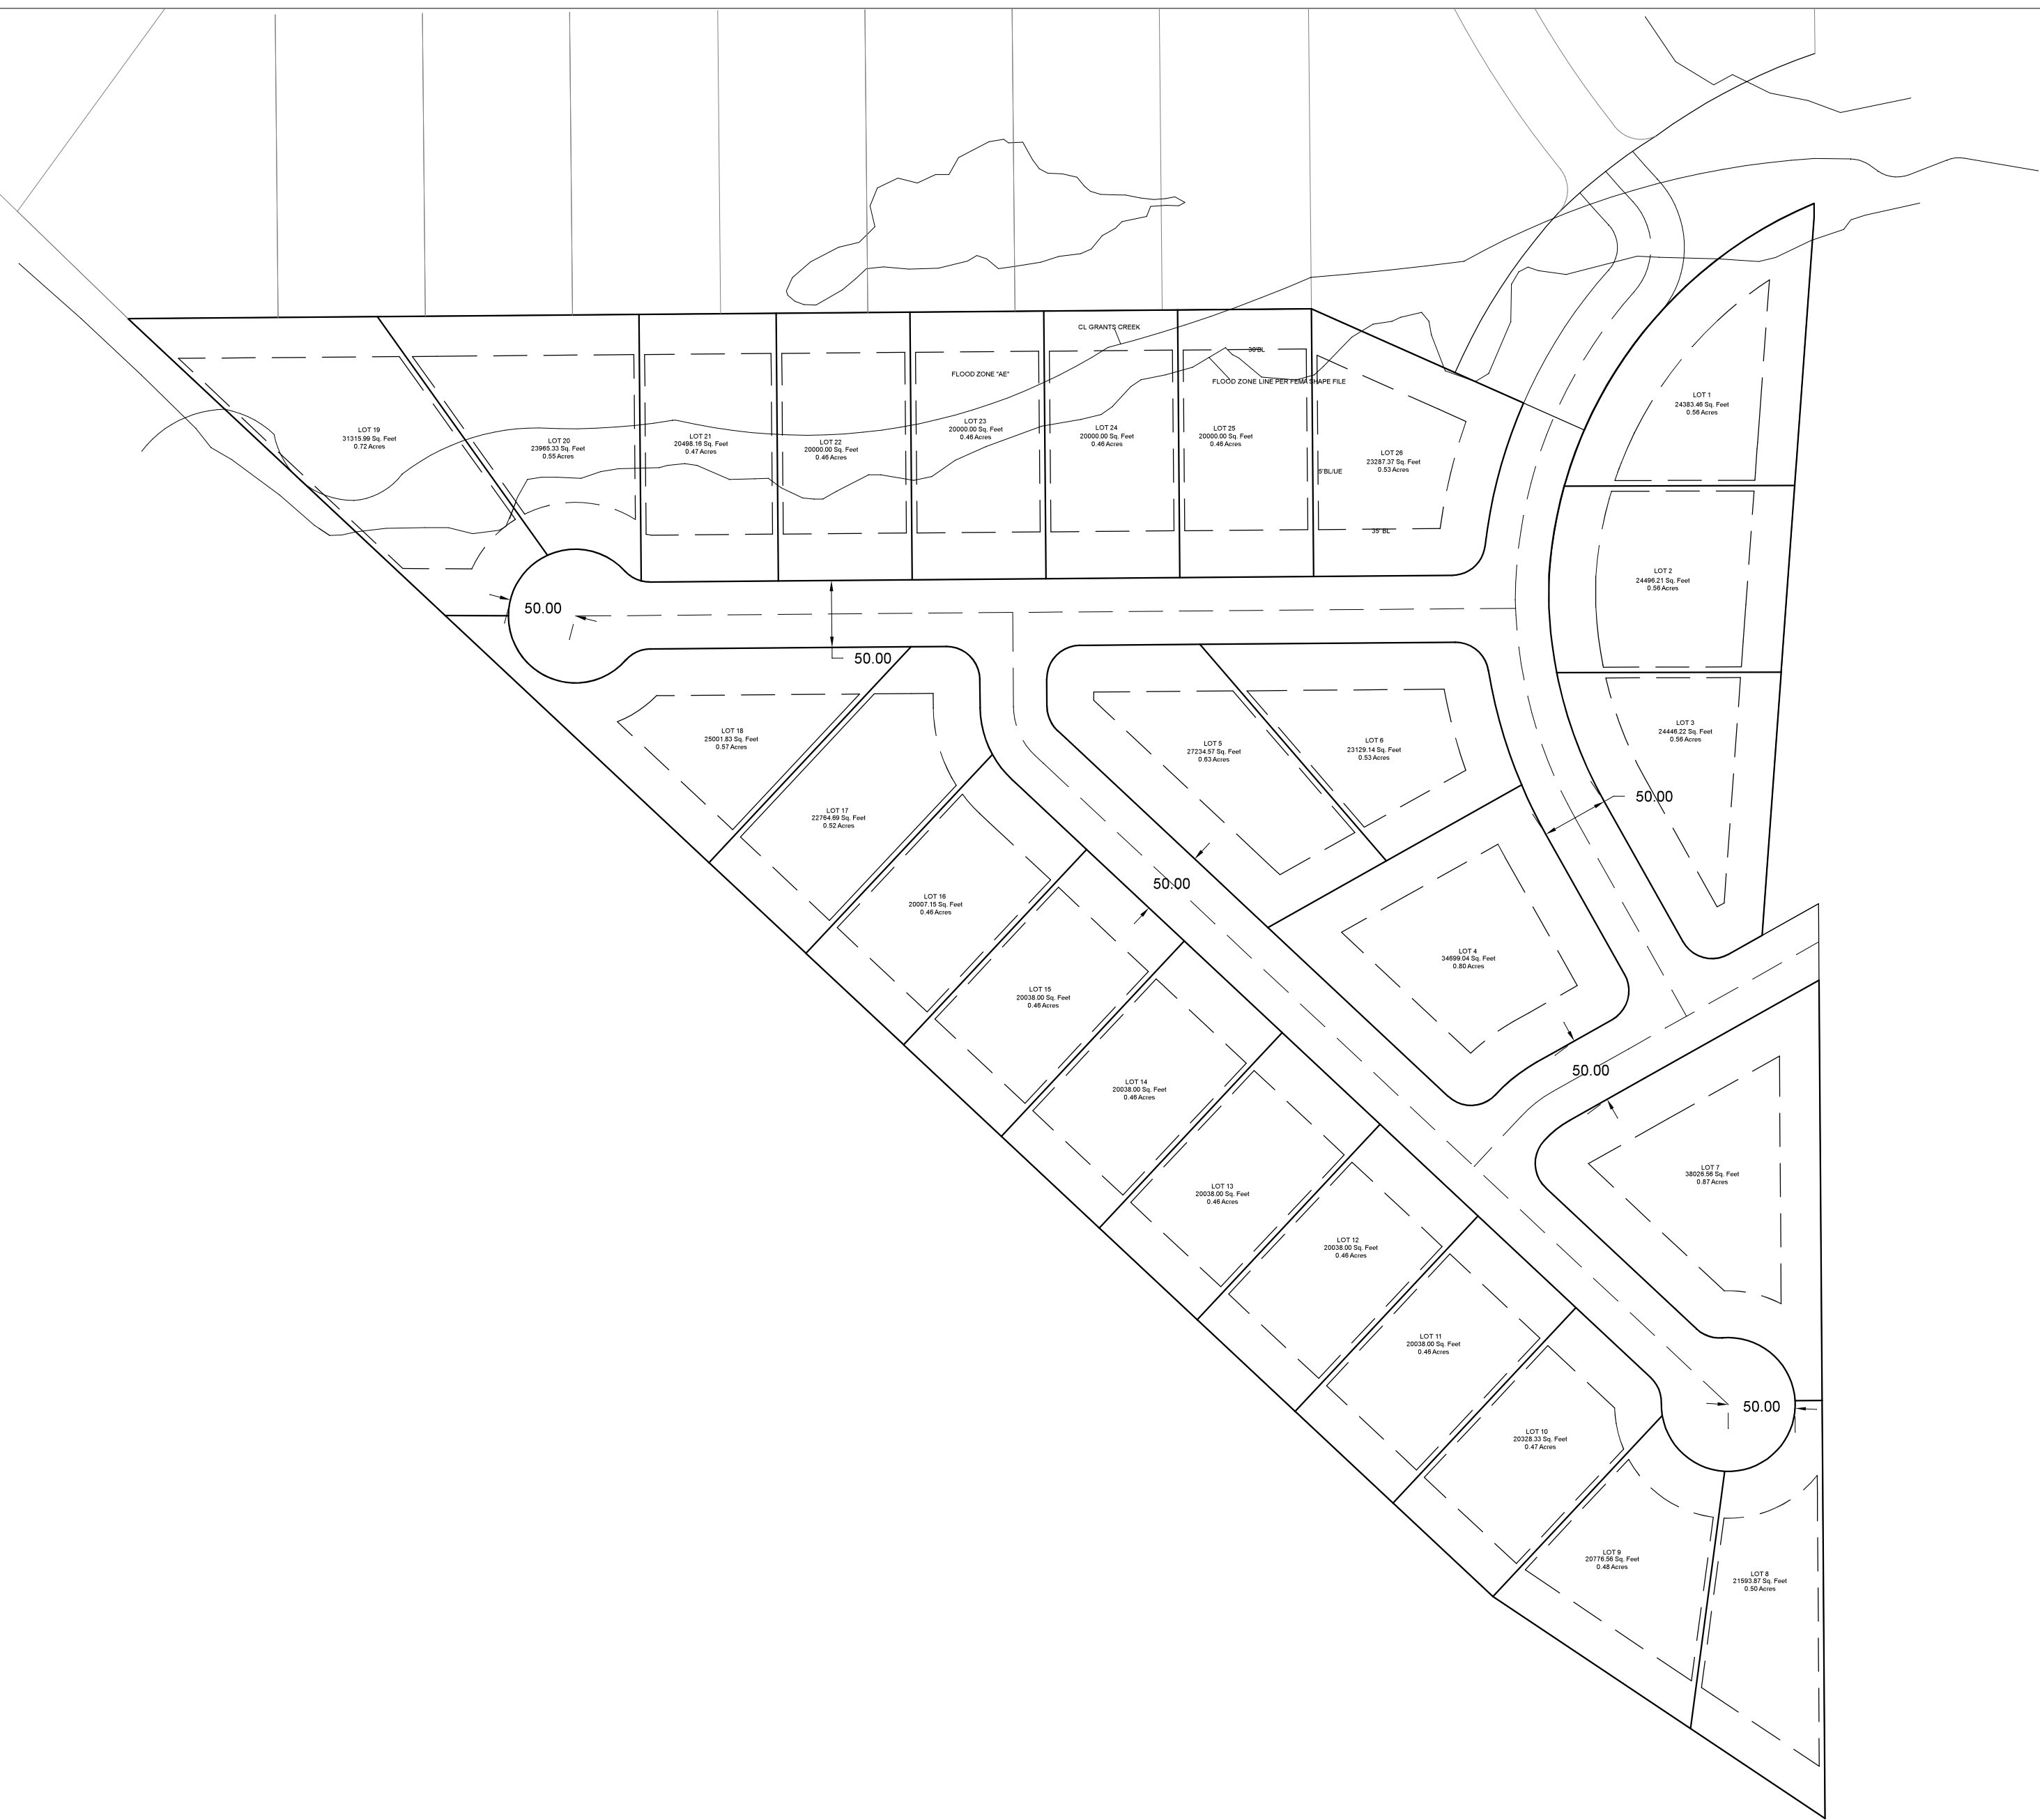 CL GRANTS CREEK
30'BL
FLOOD ZONE "AE"
FLOOD ZONE LINE PER FEMA SHAPE FILE
LOT 1
24383.46 Sq. Feet
0.56 Acres
LOT 19
31315.99 Sq. Feet
0.72 Acres
LOT 20
23965.33 Sq. Feet
0.55 Acres
LOT 21
20498.16 Sq. Feet
0.47 Acres
LOT 22
20000.00 Sq. Feet
0.46 Acres
LOT 23
20000.00 Sq. Feet
0.46 Acres
LOT 24
20000.00 Sq. Feet
0.46 Acres
LOT 25
20000.00 Sq. Feet
0.46 Acres
LOT 26
23287.37 Sq. Feet
0.53 Acres
5'BL/UE
35' BL
LOT 2
24496.21 Sq. Feet
0.56 Acres
50.00
50.00
LOT 3
24446.22 Sq. Feet
0.56 Acres
LOT 18
25001.83 Sq. Feet
0.57 Acres
LOT 5
27234.57 Sq. Feet
0.63 Acres
LOT 6
23129.14 Sq. Feet
0.53 Acres
50.00
LOT 17
22764.69 Sq. Feet
0.52 Acres
50.00
LOT 16
20007.15 Sq. Feet
0.46 Acres
LOT 4
34699.04 Sq. Feet
0.80 Acres
LOT 15
20038.00 Sq. Feet
0.46 Acres
50.00
LOT 14
20038.00 Sq. Feet
0.46 Acres
LOT 7
38026.56 Sq. Feet
0.87 Acres
LOT 13
20038.00 Sq. Feet
0.46 Acres
LOT 12
20038.00 Sq. Feet
0.46 Acres
LOT 11
20038.00 Sq. Feet
0.46 Acres
50.00
LOT 10
20328.33 Sq. Feet
0.47 Acres
LOT 9
20776.56 Sq. Feet
0.48 Acres
LOT 8
21593.87 Sq. Feet
0.50 Acres